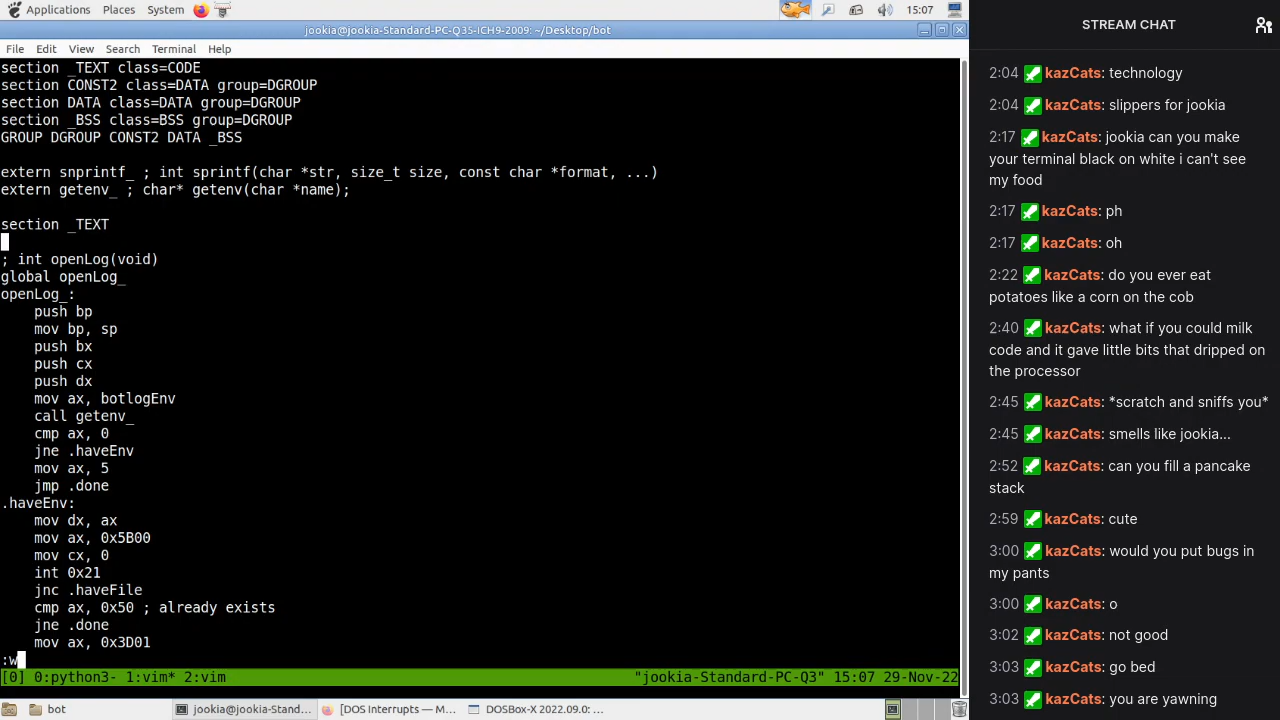 Applications Places System 15:07
jookia@jookia-Standard-PC-Q35-ICH9-2009: ~/Desktop/bot
File Edit View Search Terminal Help
section _TEXT class=CODE
section CONST2 class=DATA group=DGROUP
section DATA class=DATA group=DGROUP
section _BSS class=BSS group=DGROUP
GROUP DGROUP CONST2 DATA _BSS
extern snprintf_ ; int sprintf(char *str, size_t size, const char *format, ...)
extern getenv_ ; char* getenv(char *name);
section _TEXT
; int openLog(void)
global openLog_
openLog_:
push bp
mov bp, sp
push bx
push cx
push dx
mov ax, botlogEnv
call getenv_
cmp ax, 0
jne .haveEnv
mov ax, 5
jmp .done
.haveEnv:
mov dx, ax
mov ax, 0x5B00
mov cx, 0
int 0x21
jnc .haveFile
cmp ax, 0x50 ; already exists
jne .done
mov ax, 0x3D01
:w
[0] 0:python3- 1:vim* 2:vim "jookia-Standard-PC-Q3" 15:07 29-Nov-22
bot jookia@jookia-Stand... [DOS Interrupts — M... DOSBox-X 2022.09.0: ...
STREAM CHAT
2:04 kazCats: technology
2:04 kazCats: slippers for jookia
2:17 kazCats: jookia can you make
your terminal black on white i can't see
my food
2:17 kazCats: ph
2:17 kazCats: oh
2:22 kazCats: do you ever eat
potatoes like a corn on the cob
2:40 kazCats: what if you could milk
code and it gave little bits that dripped on
the processor
2:45 kazCats: *scratch and sniffs you*
2:45 kazCats: smells like jookia...
2:52 kazCats: can you fill a pancake
stack
2:59 kazCats: cute
3:00 kazCats: would you put bugs in
my pants
3:00 kazCats: o
3:02 kazCats: not good
3:03 kazCats: go bed
3:03 kazCats: you are yawning